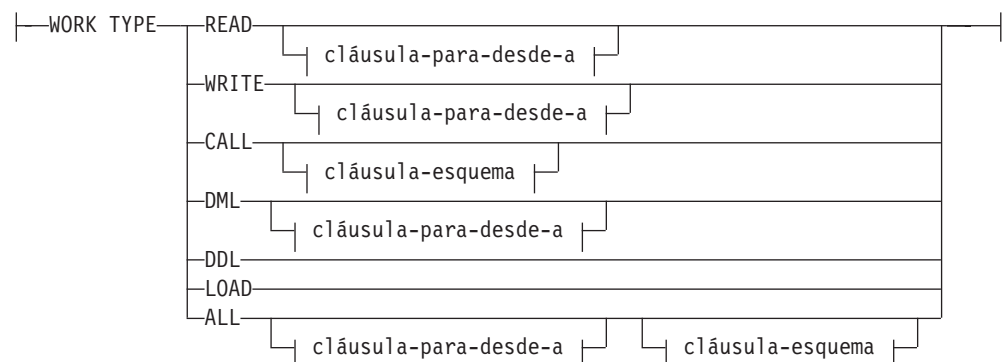 WORK TYPE READ
cláusula-para-desde-a
WRITE
cláusula-para-desde-a
CALL
cláusula-esquema
DML
cláusula-para-desde-a
DDL
LOAD
ALL
cláusula-para-desde-a cláusula-esquema